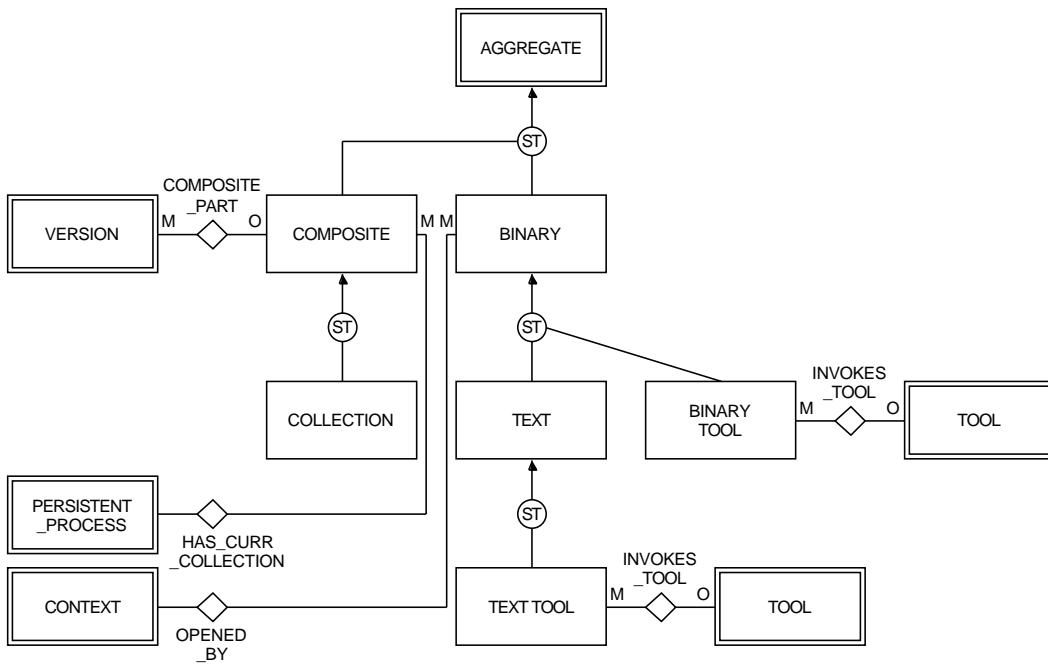 AGGREGATE
ST
COMPOSITE
_PART
VERSION
M
O
COMPOSITE
M
M
BINARY
ST
ST
COLLECTION
TEXT
BINARY
TOOL
M
INVOKES
_TOOL
O
TOOL
PERSISTENT
_PROCESS
HAS_CURR
_COLLECTION
ST
CONTEXT
OPENED
_BY
TEXT TOOL
M
INVOKES
_TOOL
O
TOOL